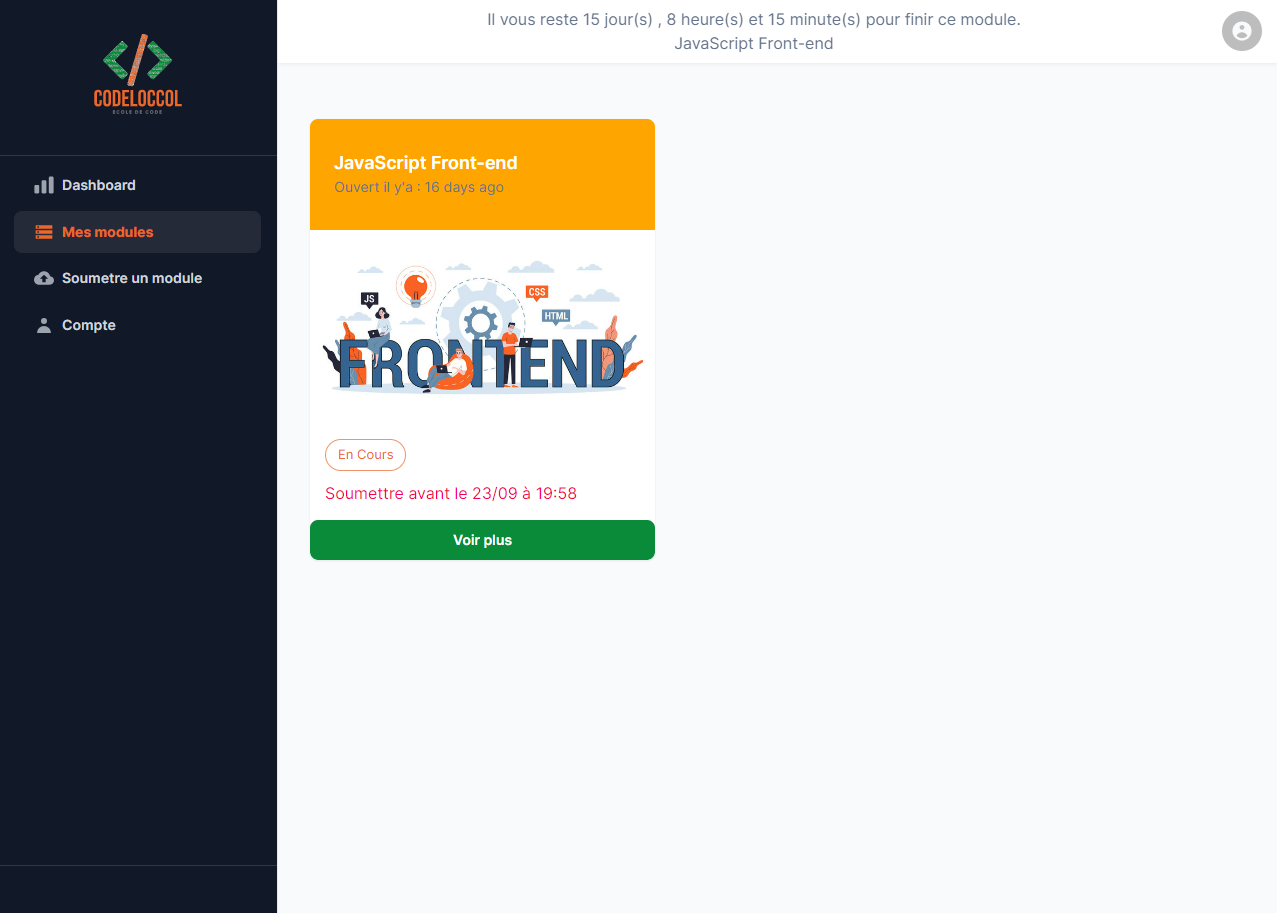 CODELOCCOL
ECOLE DE CODE
Dashboard
Mes modules
Soumetre un module
Compte
Il vous reste 15 jour(s) , 8 heure(s) et 15 minute(s) pour finir ce module.
JavaScript Front-end
JavaScript Front-end
Ouvert il y'a : 16 days ago
JS
CSS
HTML
FRONTEND
En Cours
Soumettre avant le 23/09 à 19:58
Voir plus